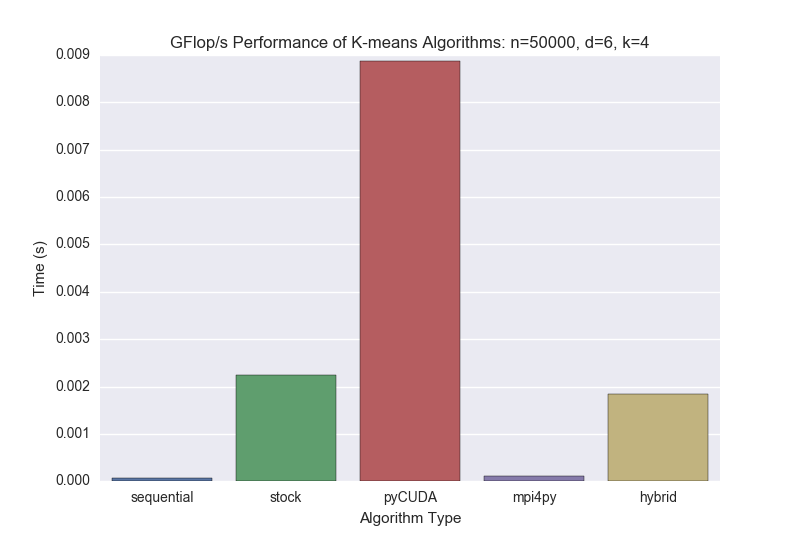 GFlop/s Performance of K-means Algorithms: n=50000, d=6, k=4
0.009
0.008
0.007
0.006
0.005
0.004
0.003
0.002
0.001
0.000
Time (s)
sequential stock pyCUDA mpi4py hybrid
Algorithm Type